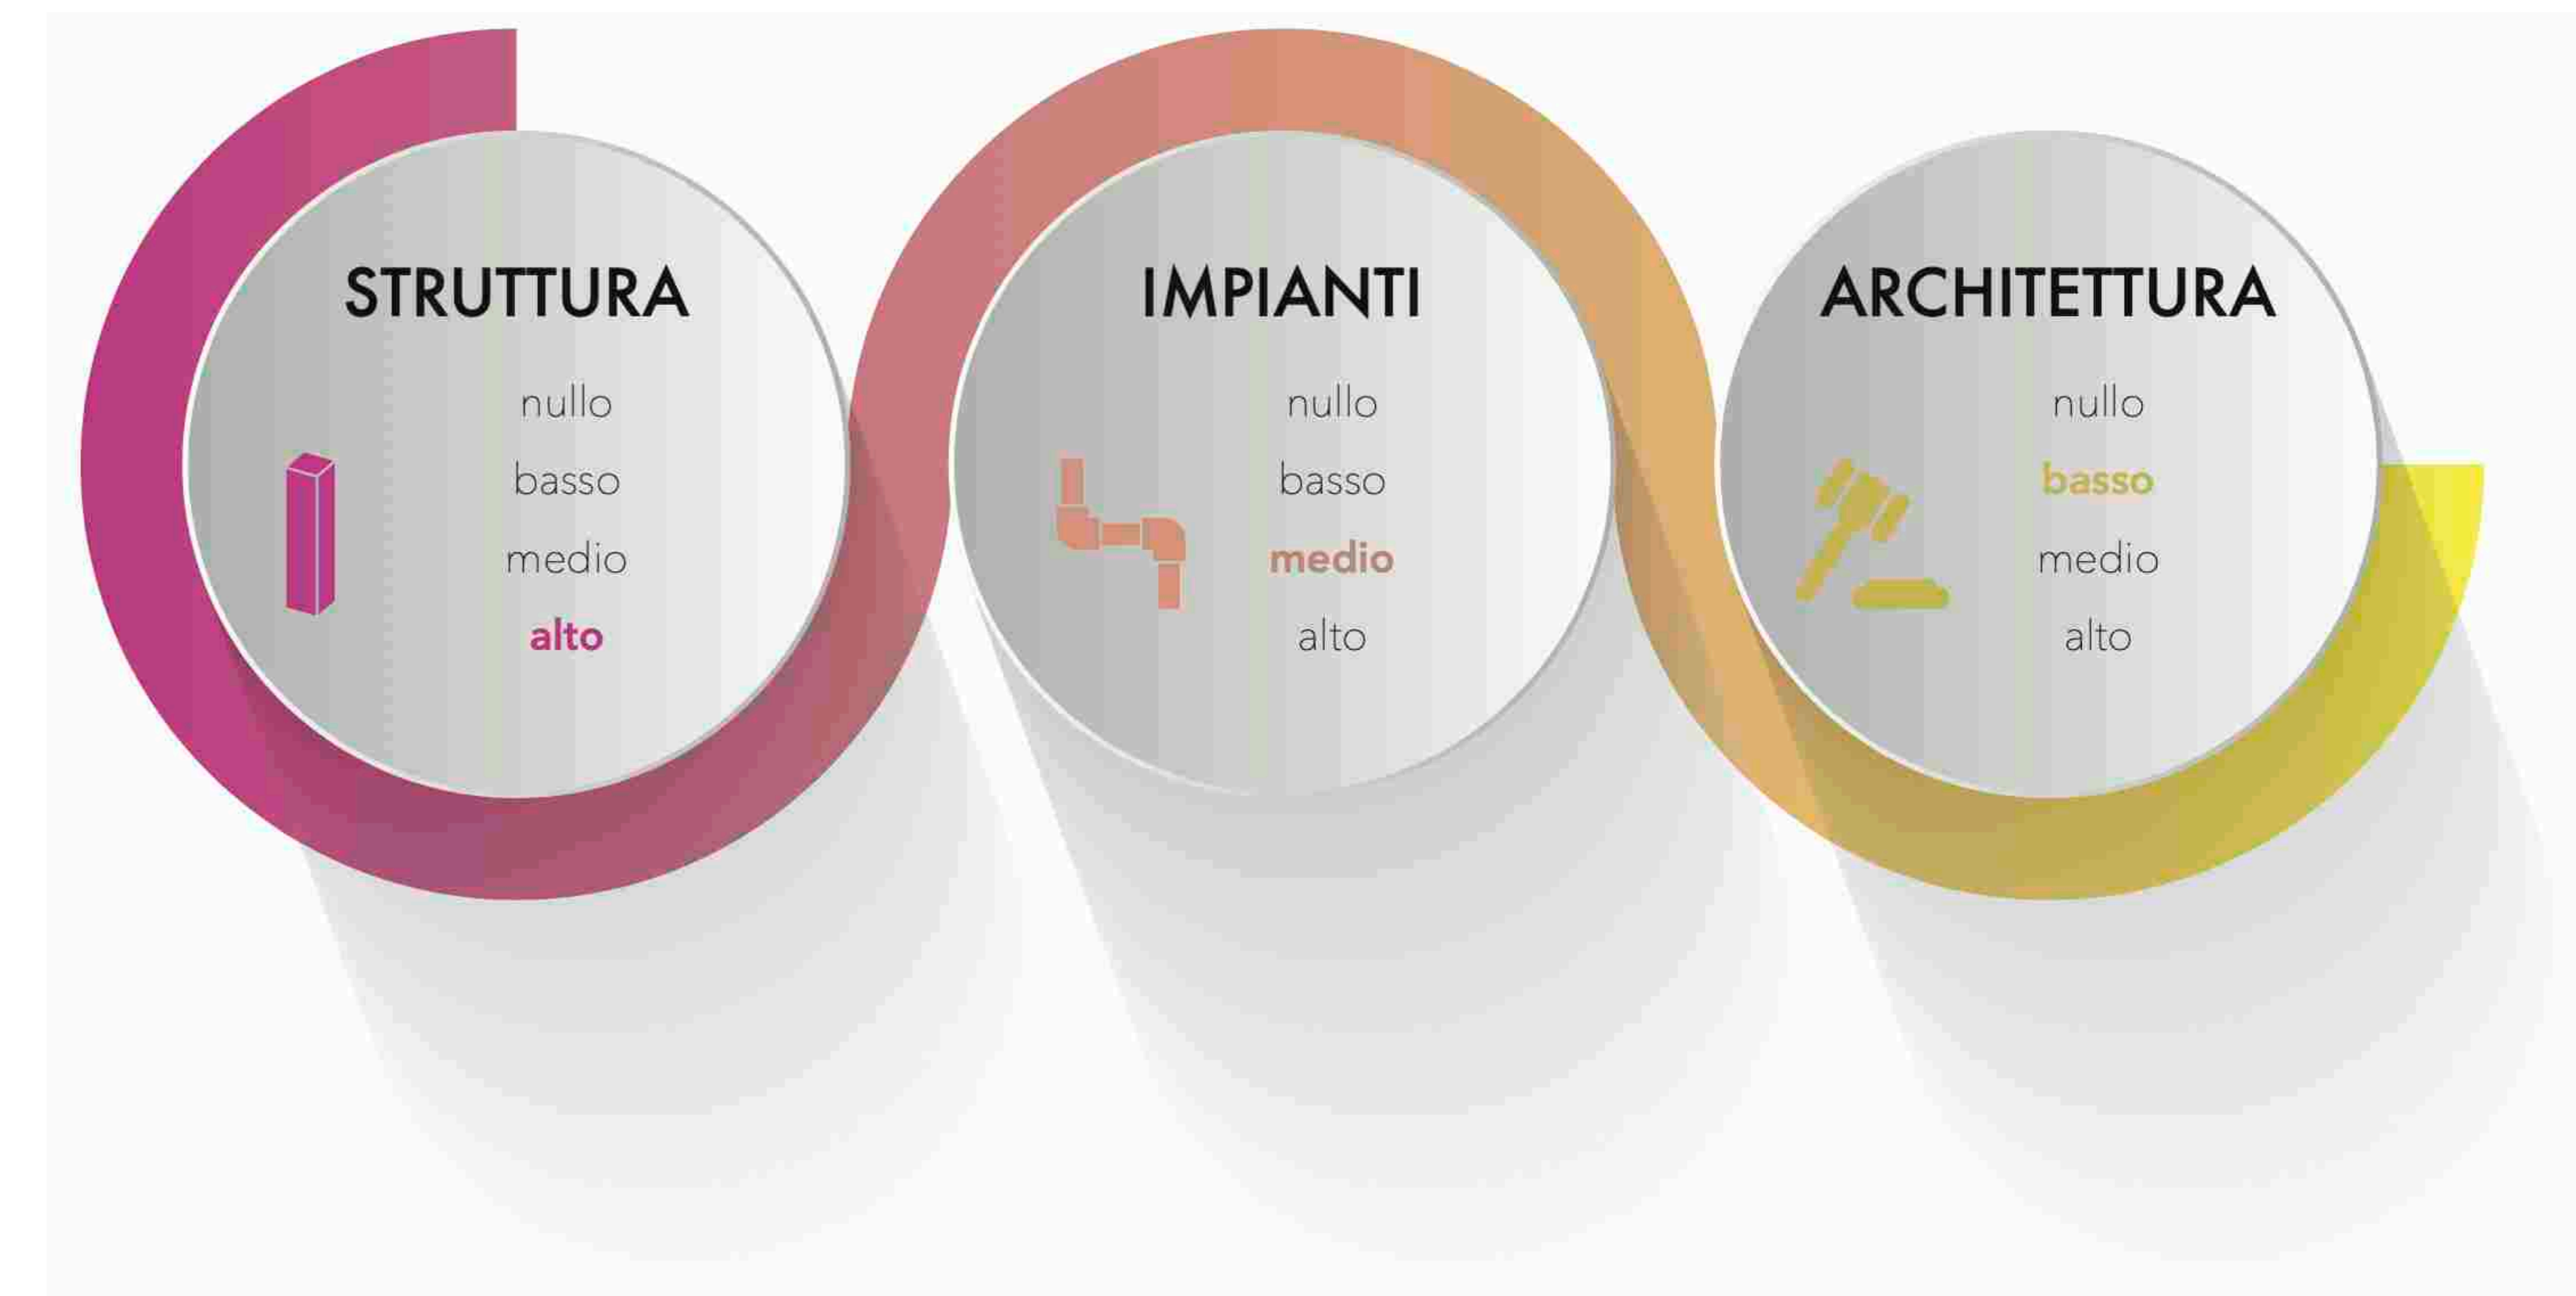 STRUTTURA
nullo
basso
medio
alto
IMPIANTI
nullo
basso
medio
alto
ARCHITETTURA
nullo
basso
medio
alto